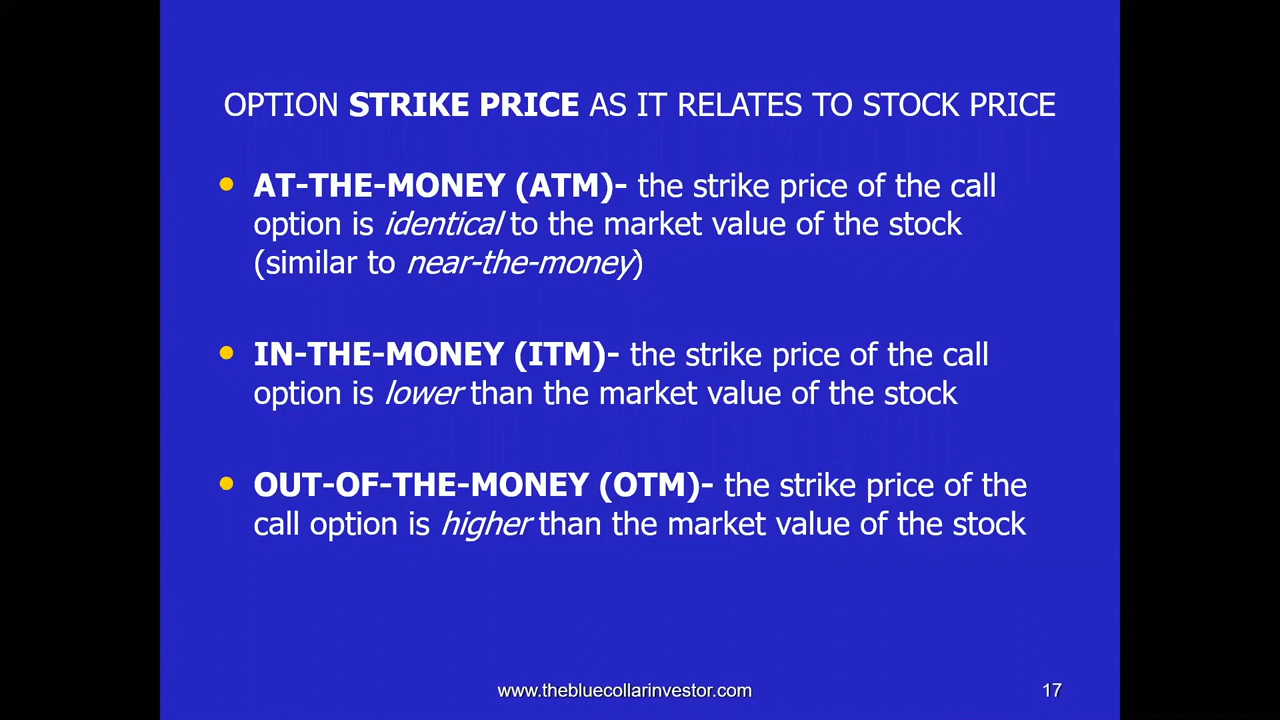 OPTION STRIKE PRICE AS IT RELATES TO STOCK PRICE
AT-THE-MONEY (ATM)- the strike price of the call
option is identical to the market value of the stock
(similar to near-the-money)
IN-THE-MONEY (ITM)- the strike price of the call
option is lower than the market value of the stock
OUT-OF-THE-MONEY (OTM)- the strike price of the
call option is higher than the market value of the stock
www.thebluecollarinvestor.com
17